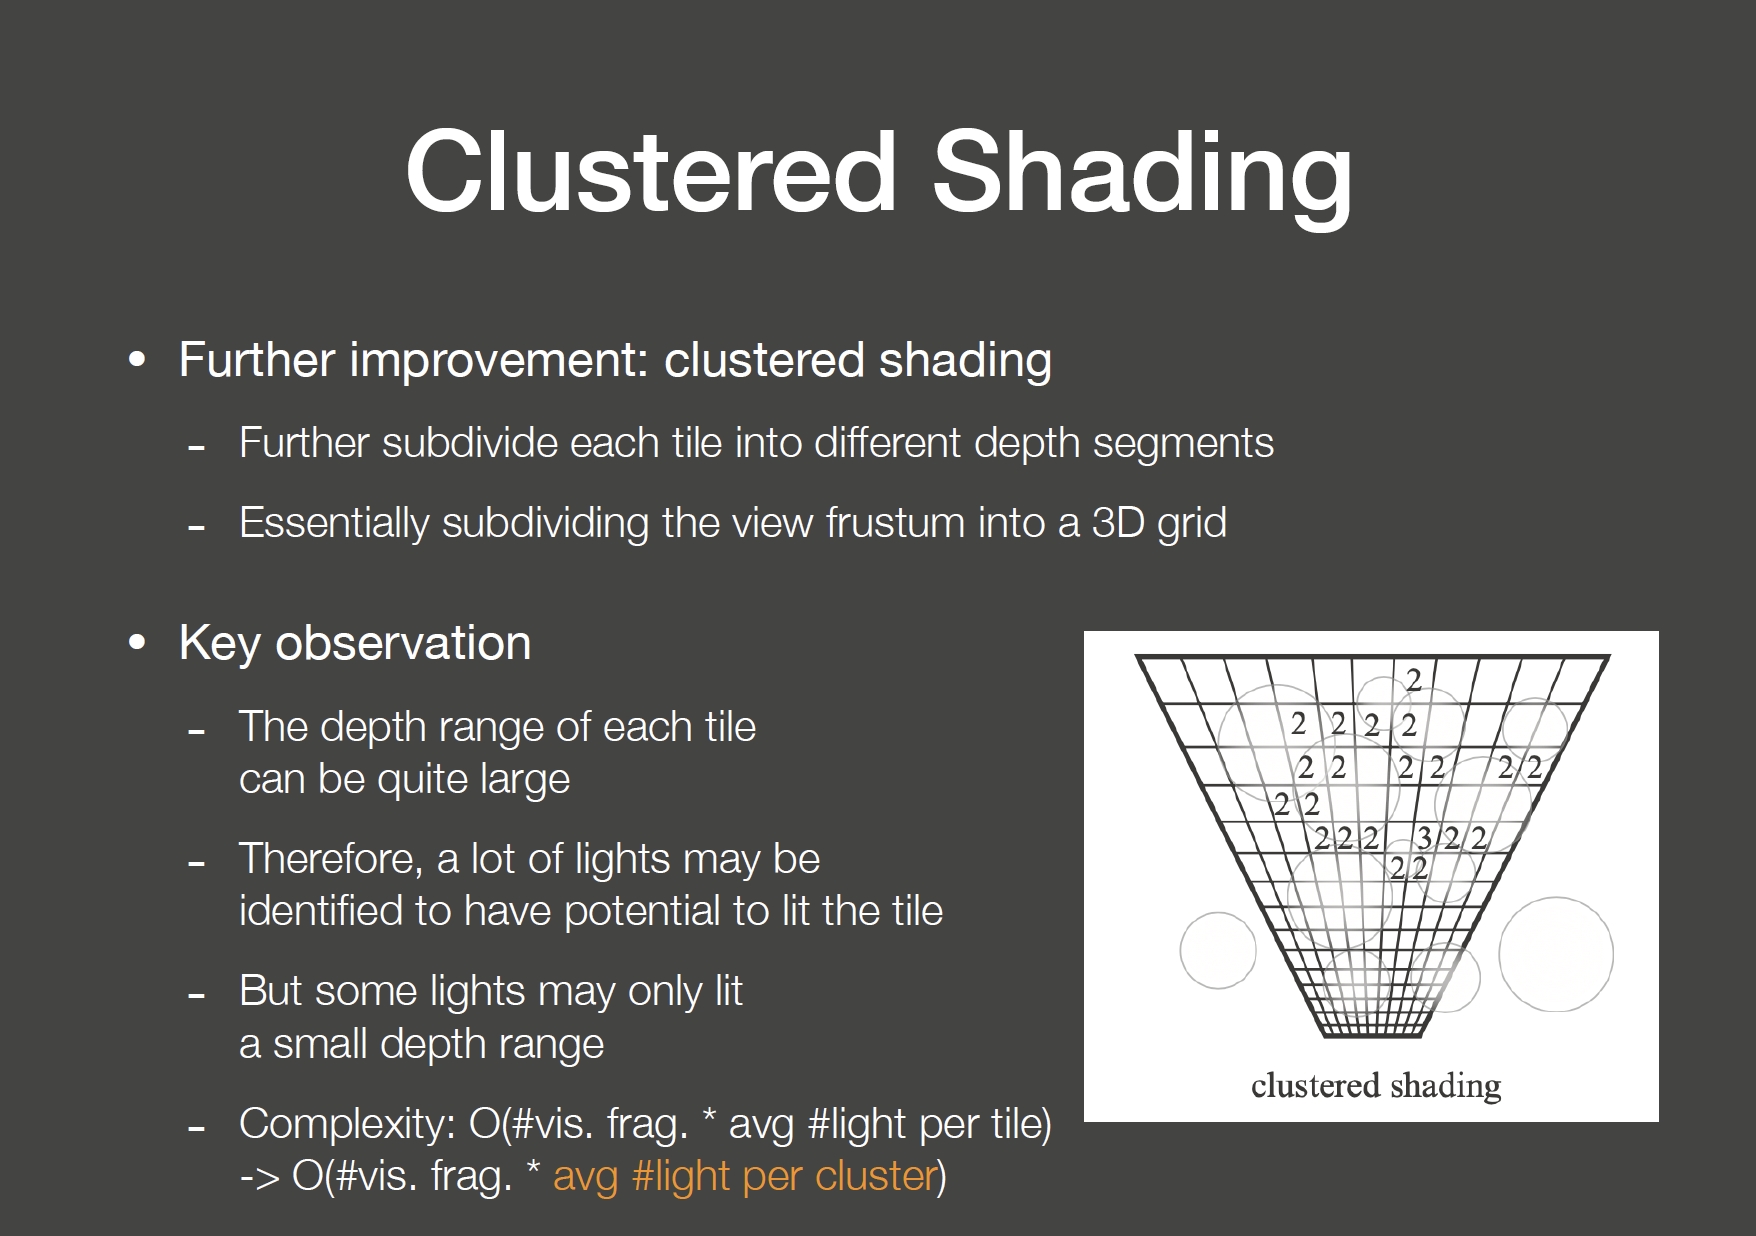 Clustered Shading
• Further improvement: clustered shading
- Further subdivide each tile into different depth segments
- Essentially subdividing the view frustum into a 3D grid
• Key observation
- The depth range of each tile
can be quite large
- Therefore, a lot of lights may be
identified to have potential to lit the tile
- But some lights may only lit
a small depth range
- Complexity: O(#vis. frag. * avg #light per tile)
-> O(#vis. frag. * avg #light per cluster)
2
2 2 2 2
2 2 2 2 2 2
2 2
2 2 2 3 2 2
2 2
clustered shading